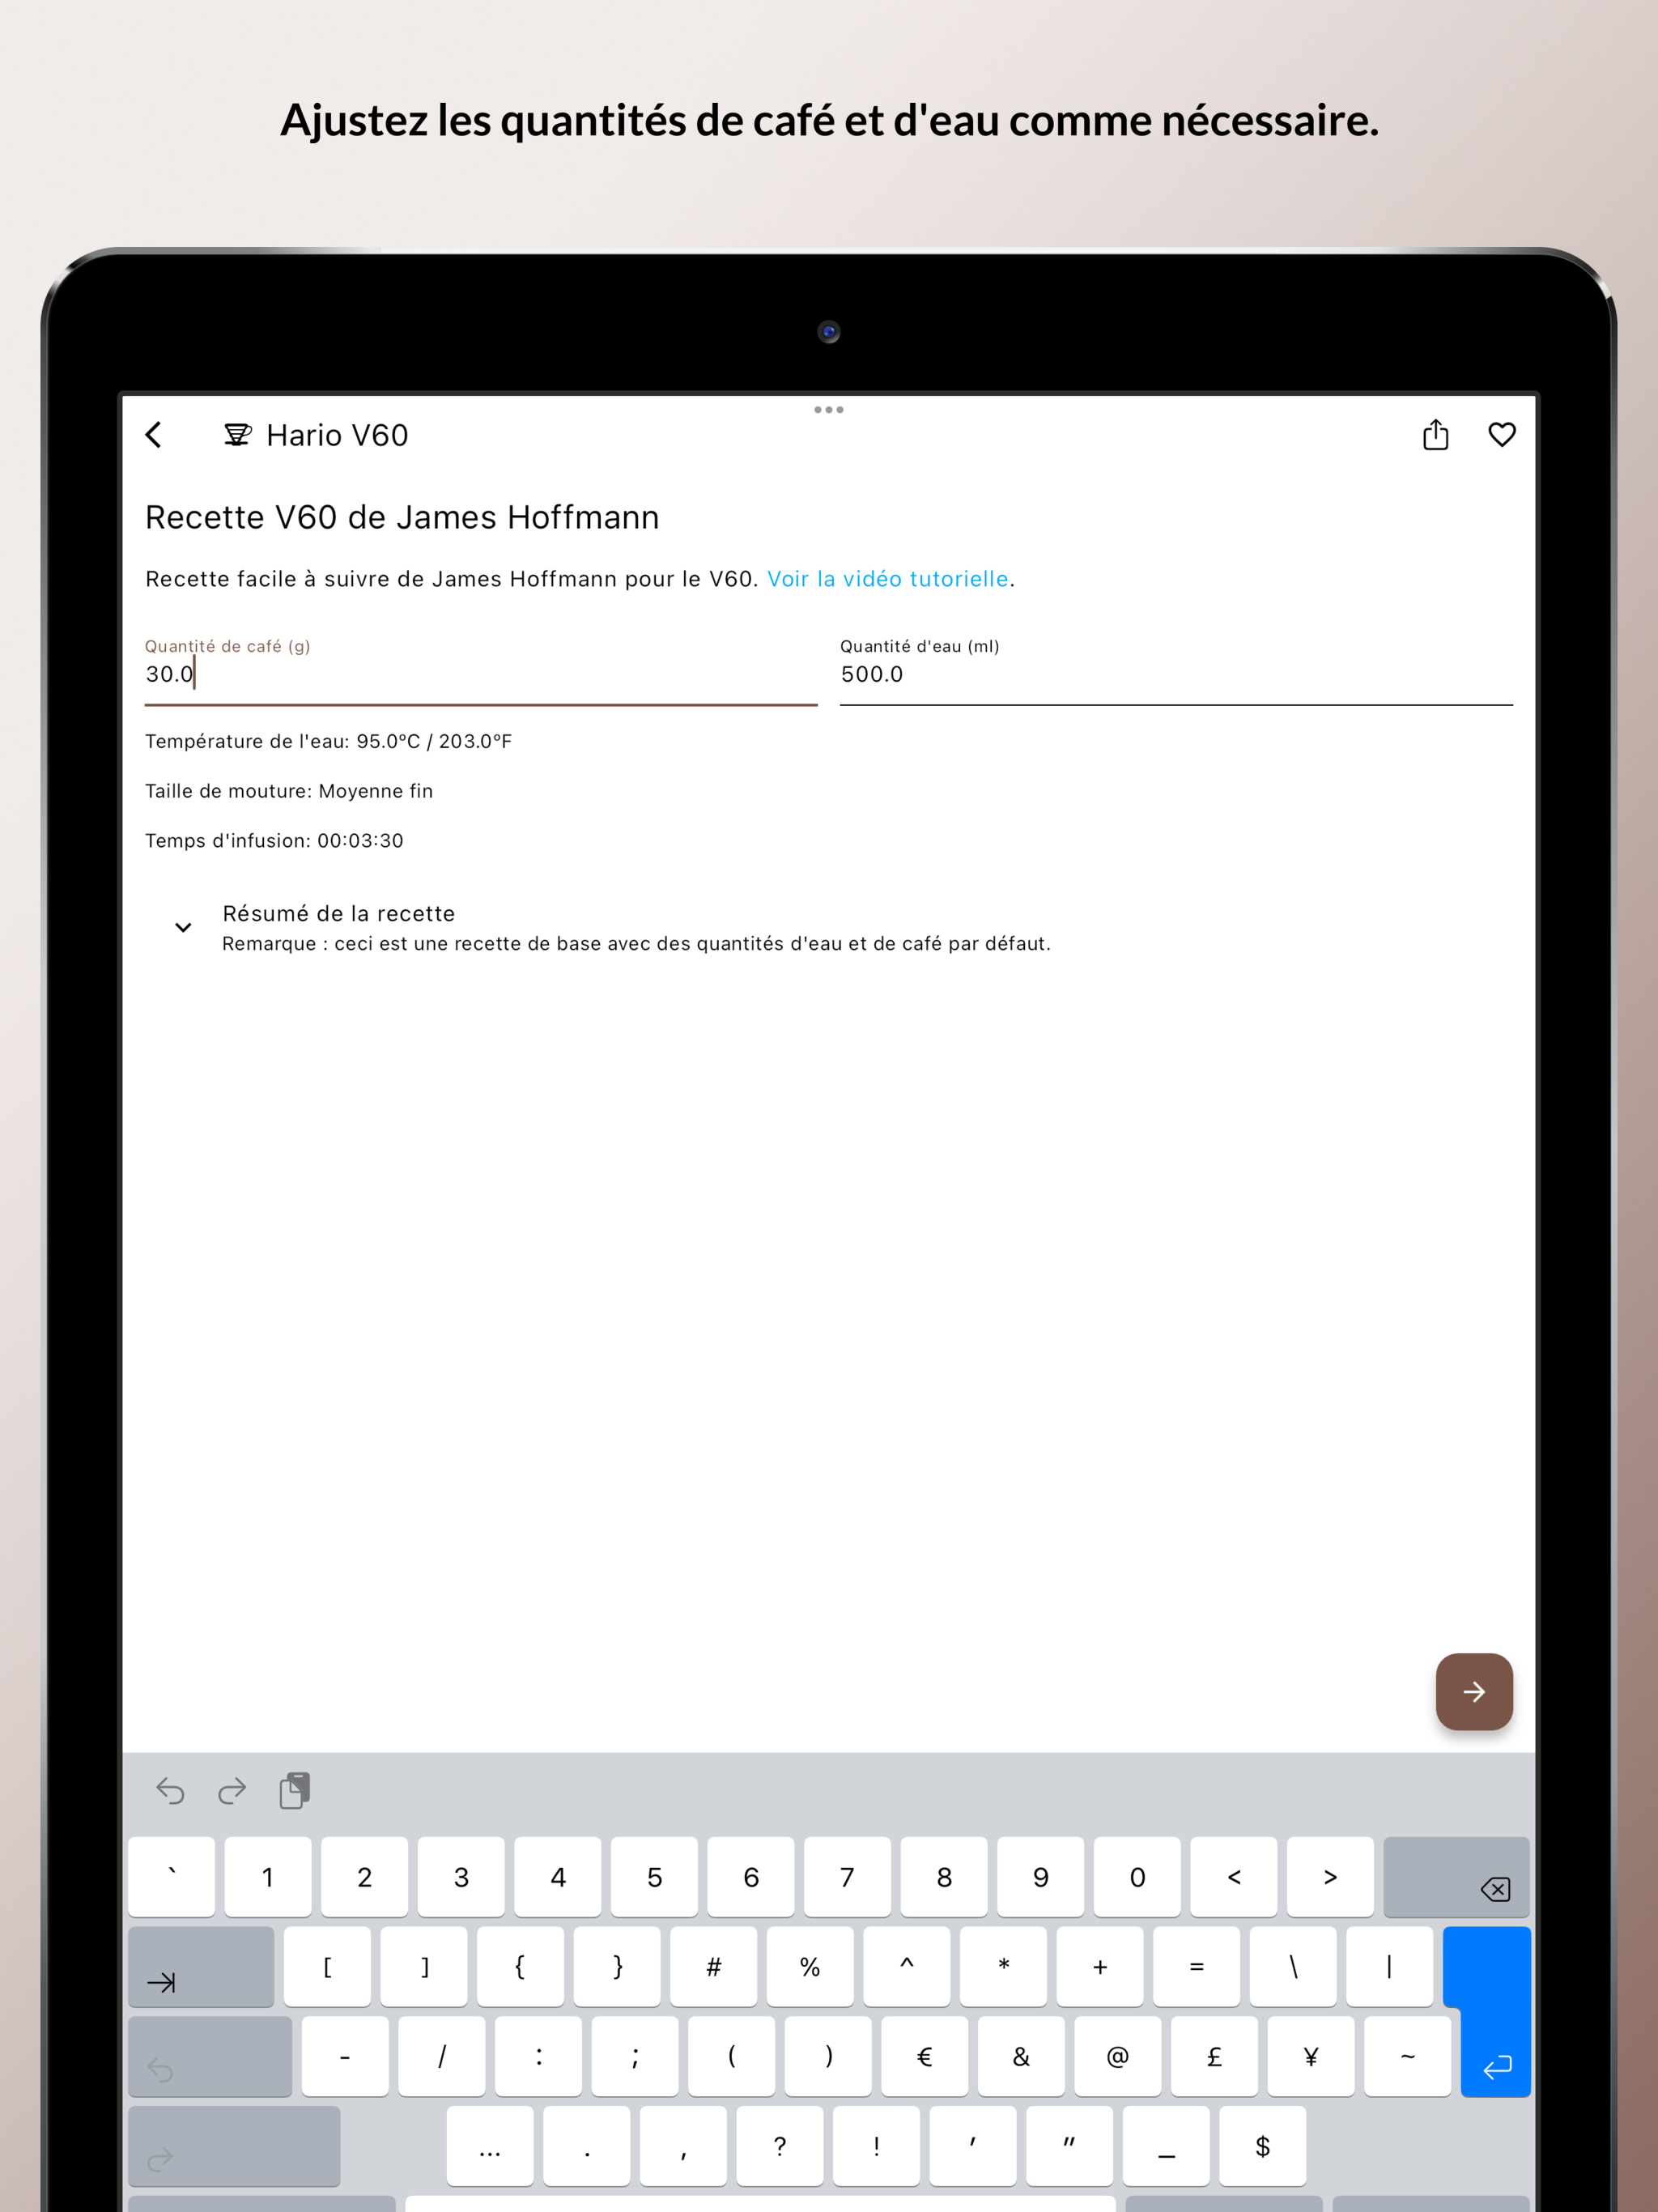 Ajustez les quantités de café et d'eau comme nécessaire.
Hario V60
Recette V60 de James Hoffmann
Recette facile à suivre de James Hoffmann pour le V60. Voir la vidéo tutorielle.
Quantité de café (g)
30.0
Quantité d'eau (ml)
500.0
Température de l'eau: 95.0ºC / 203.0ºF
Taille de mouture: Moyenne fin
Temps d'infusion: 00:03:30
Résumé de la recette
Remarque : ceci est une recette de base avec des quantités d'eau et de café par défaut.
` 1 2 3 4 5 6 7 8 9 0 < >
[ ] { } # % ^ * + = \ |
- / : ; ( ) € & @ £ ¥ ~
... . , ? ! ′ ″ _ $